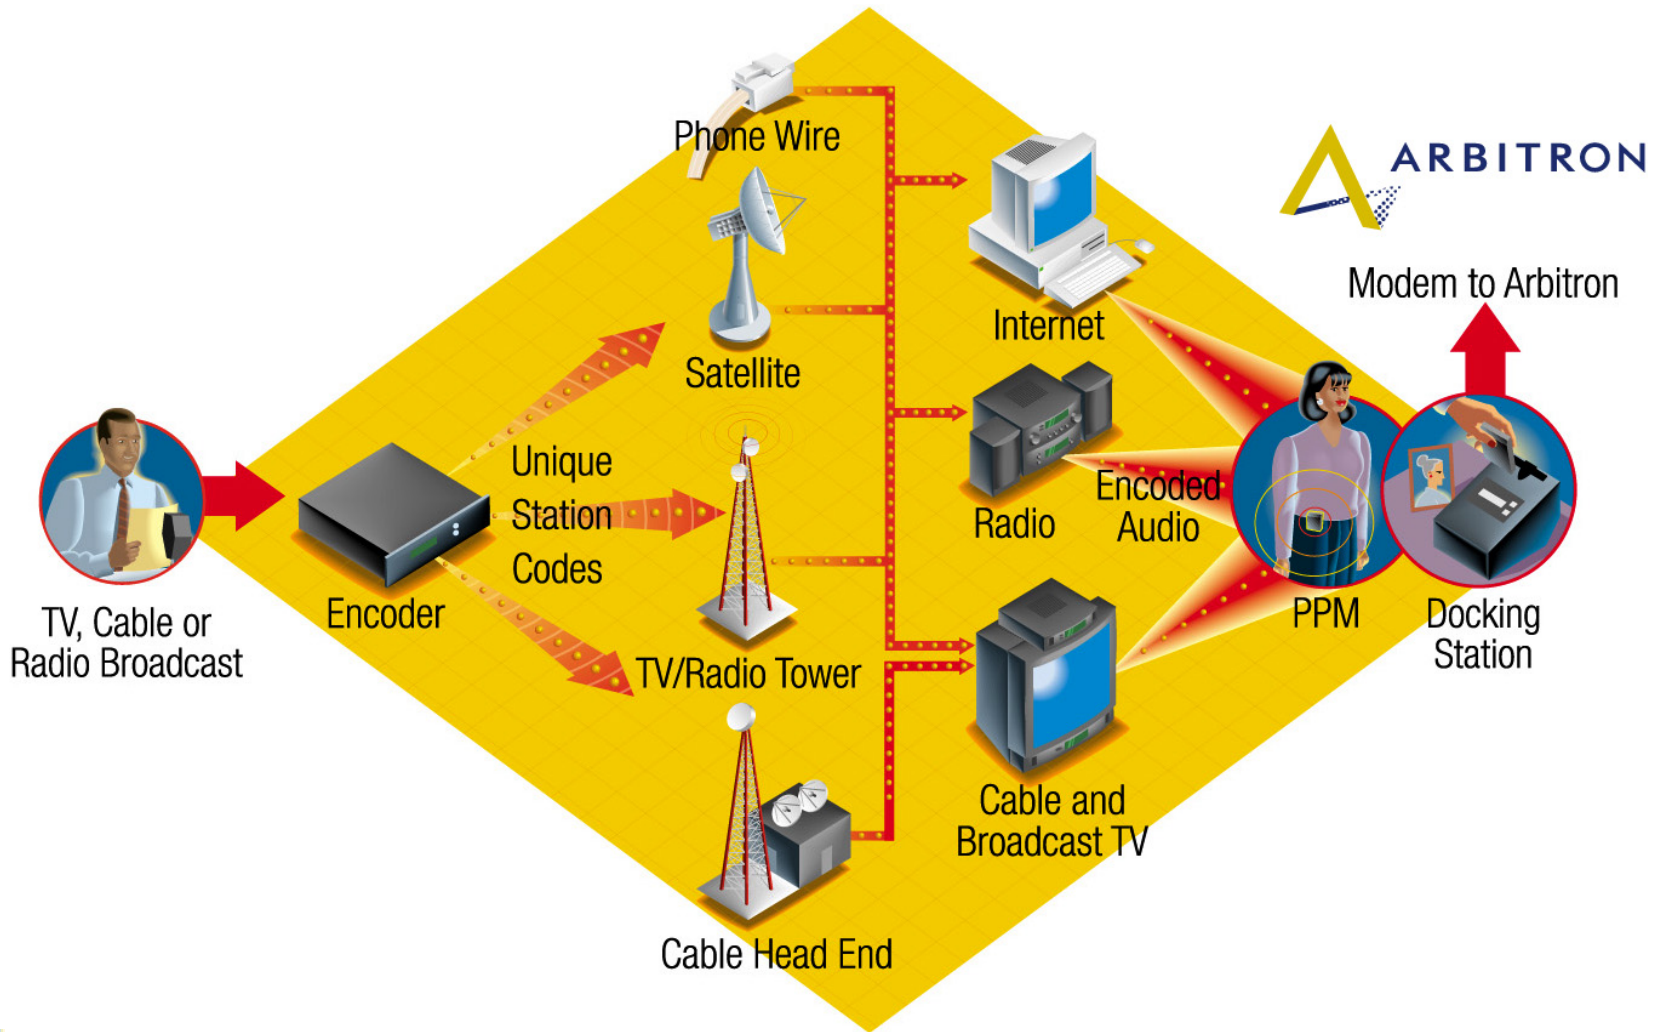 Phone Wire
ARBITRON
Modem to Arbitron
Internet
Satellite
Unique
Station
Codes
Encoded
Audio
Radio
Encoder
TV, Cable or
Radio Broadcast
PPM
Docking
Station
TV/Radio Tower
Cable and
Broadcast TV
Cable Head End